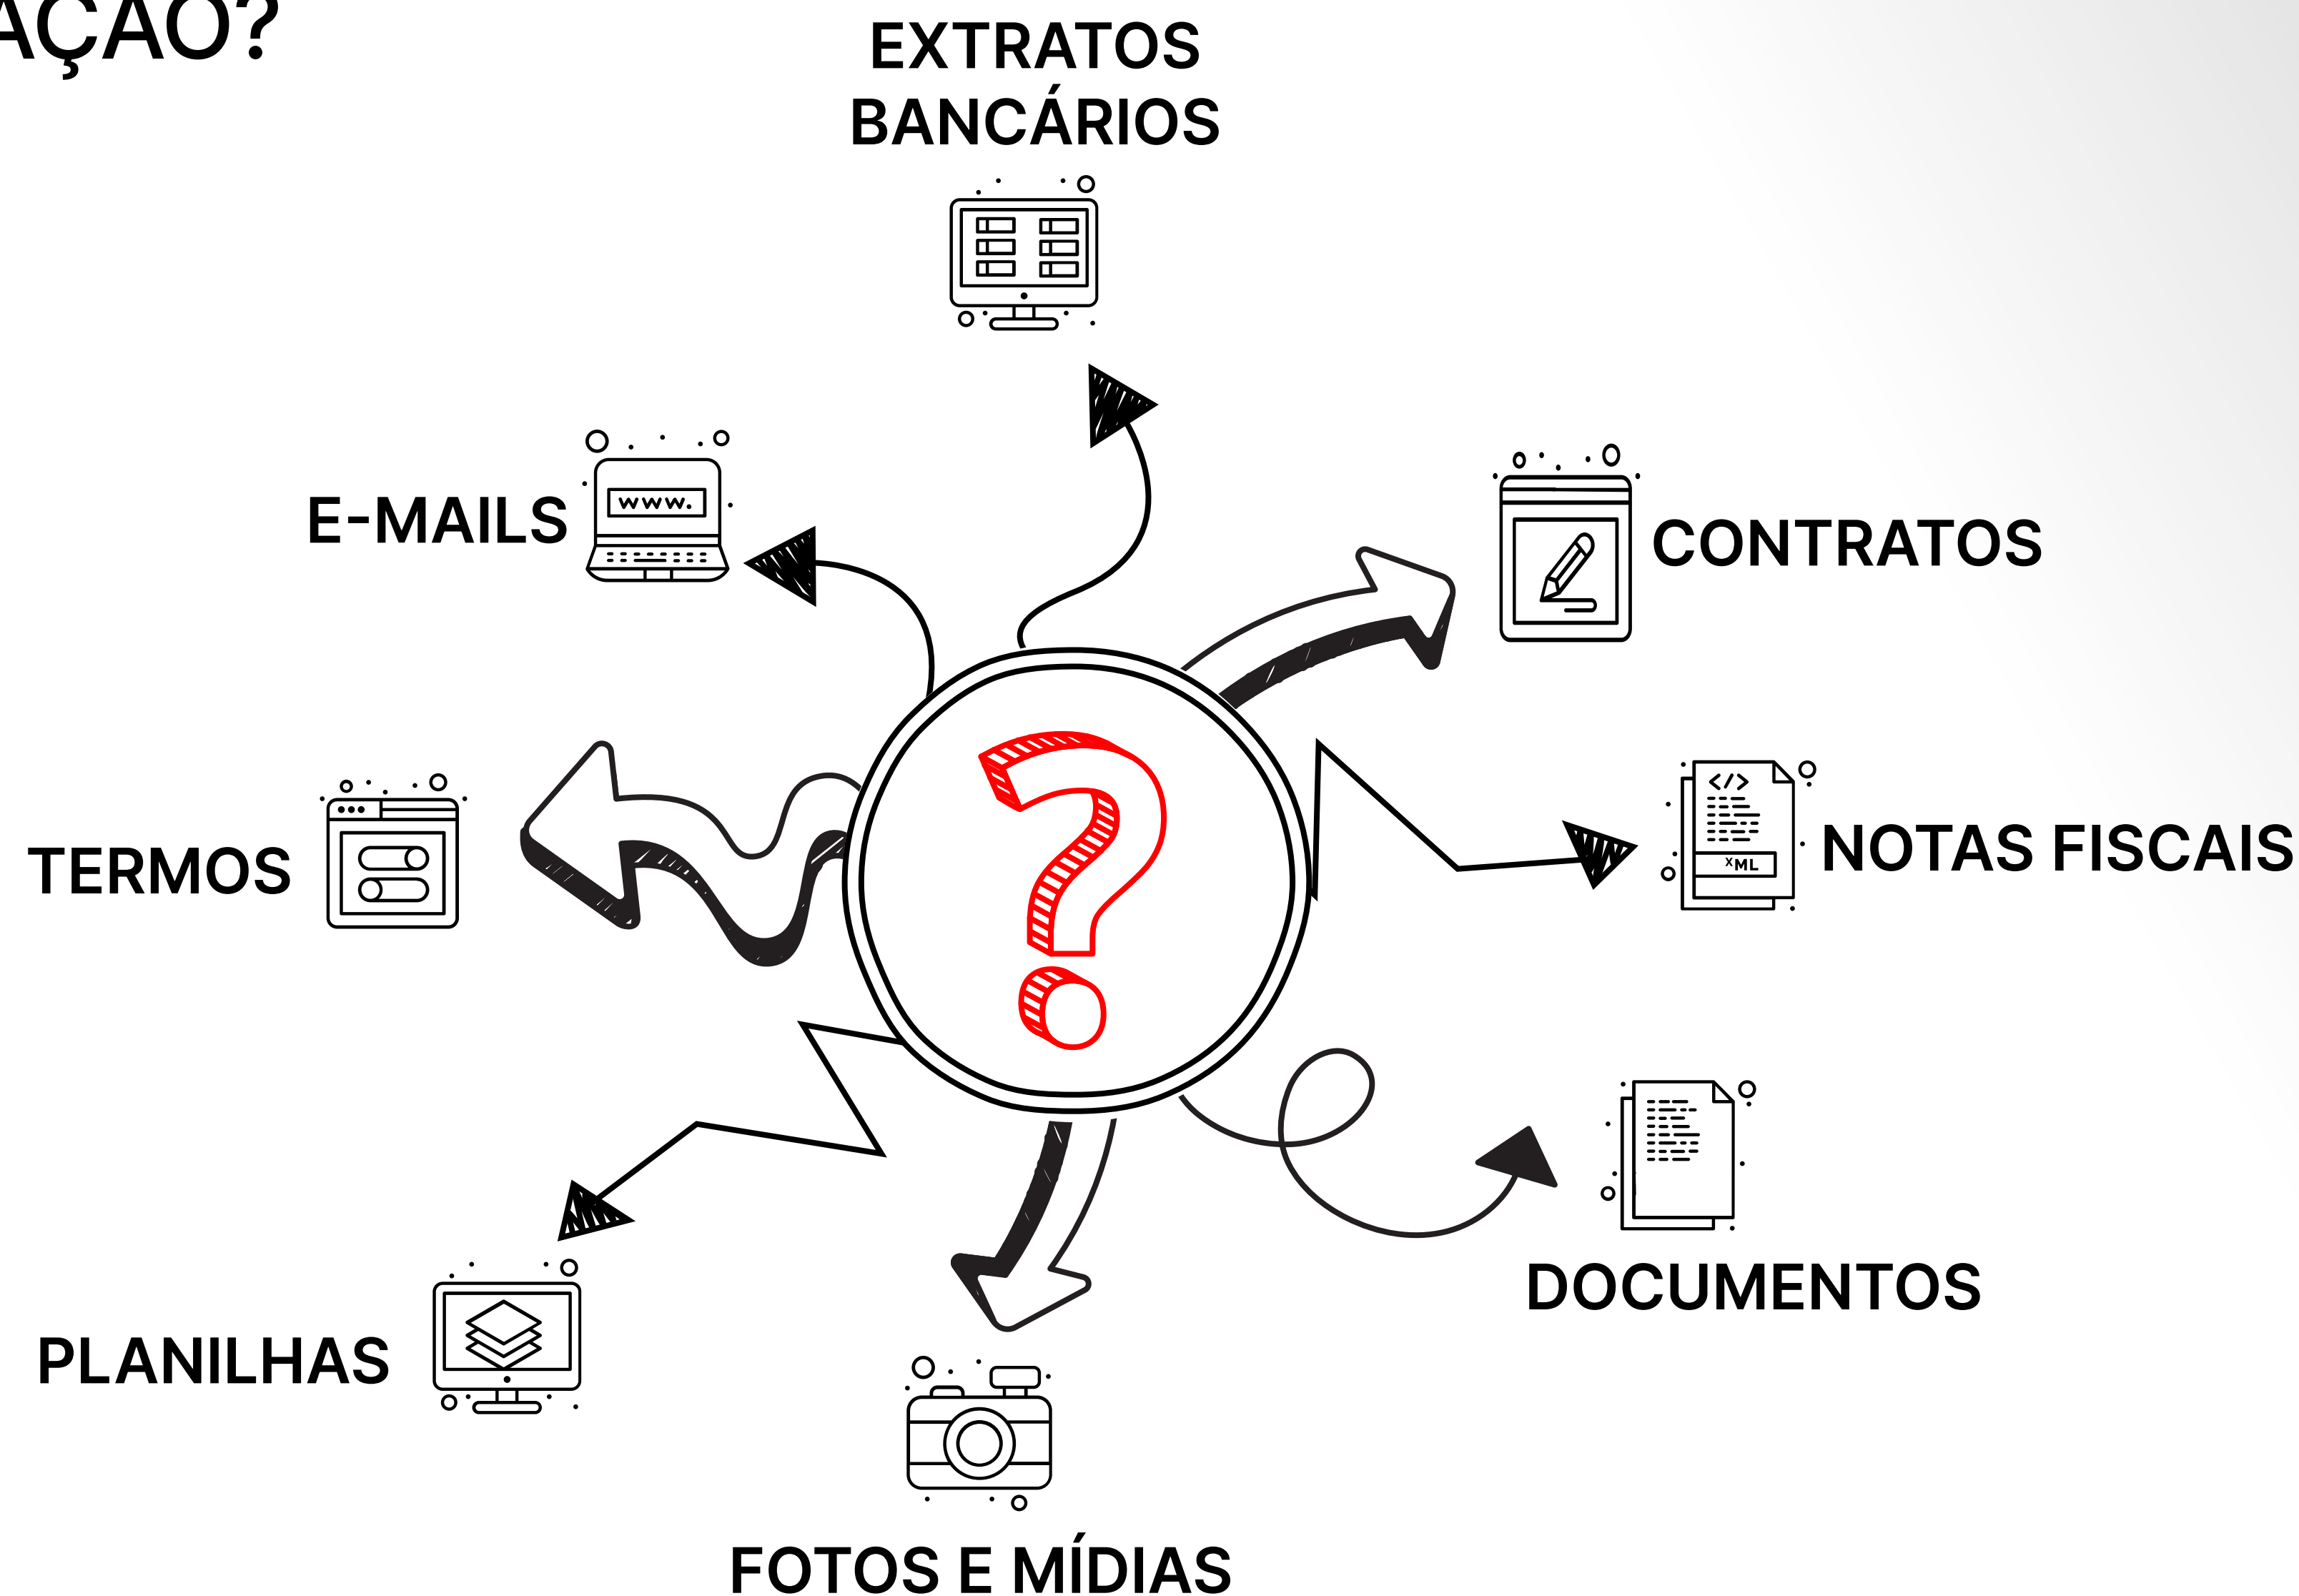 AÇÃO?
EXTRATOS
BANCÁRIOS
E-MAILS
www.
CONTRATOS
</>
XML
NOTAS FISCAIS
TERMOS
DOCUMENTOS
PLANILHAS
FOTOS E MÍDIAS